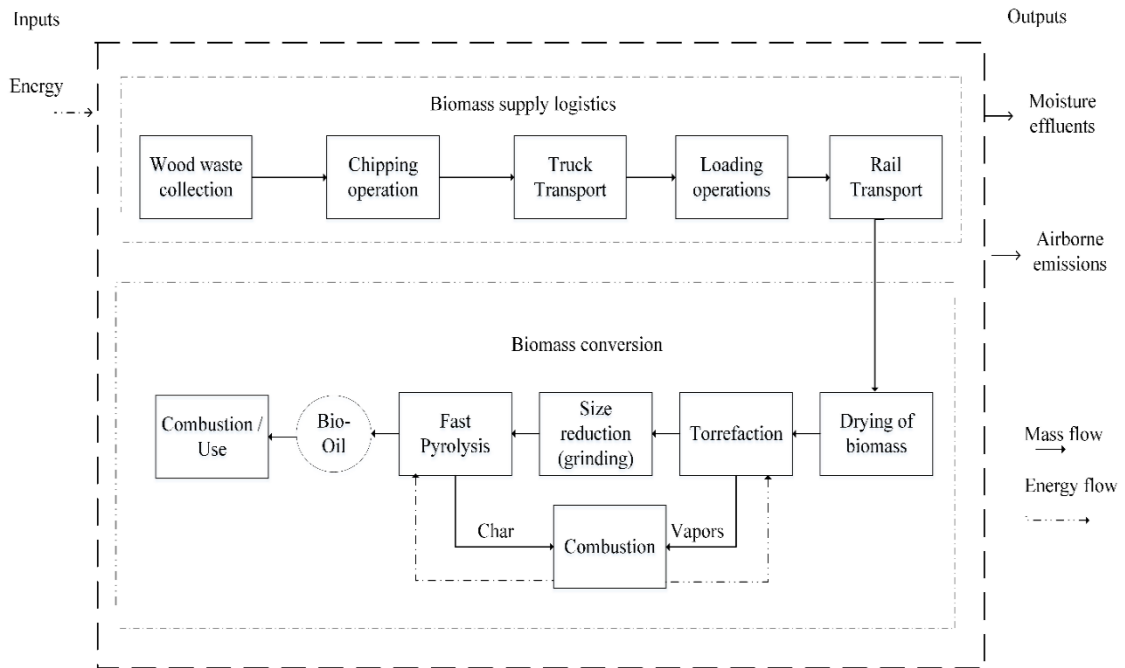 Inputs
Outputs
Energy
Biomass supply logistics
Moisture
effluents
Wood waste
collection
Chipping
operation
Truck
Transport
Loading
operations
Rail
Transport
Airborne
emissions
Biomass conversion
Combustion /
Use
Bio-
Oil
Fast
Pyrolysis
Size
reduction
(grinding)
Torrefaction
Drying of
biomass
Mass flow
Energy flow
Char
Combustion
Vapors